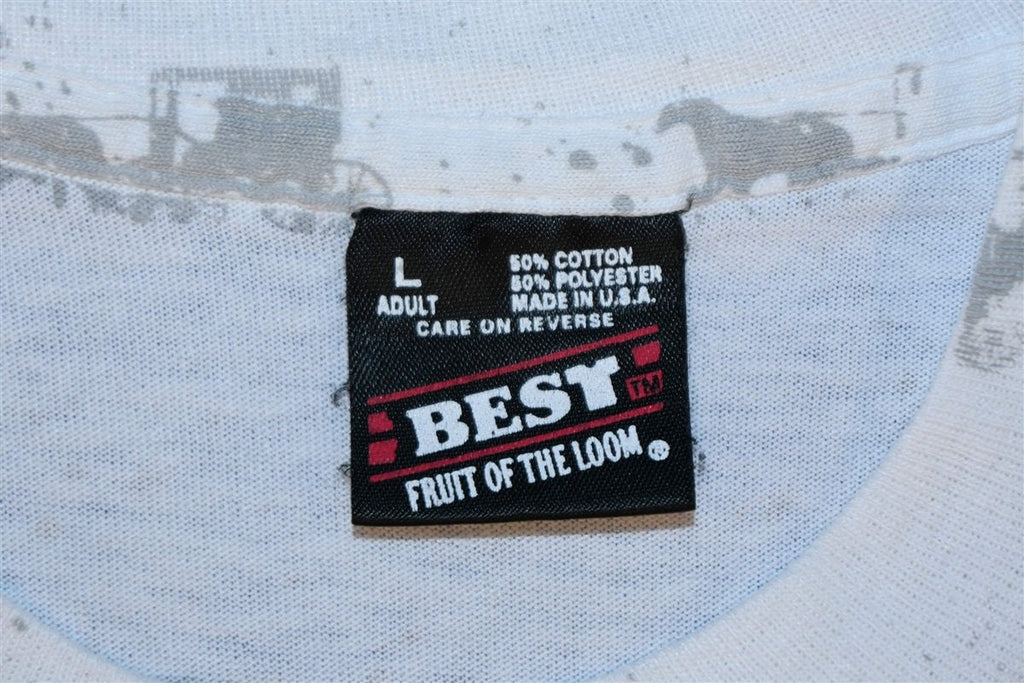 L
ADULT
50% COTTON
50% POLYESTER
MADE IN U.S.A.
CARE ON REVERSE
BEST TM
FRUIT OF THE LOOM ®